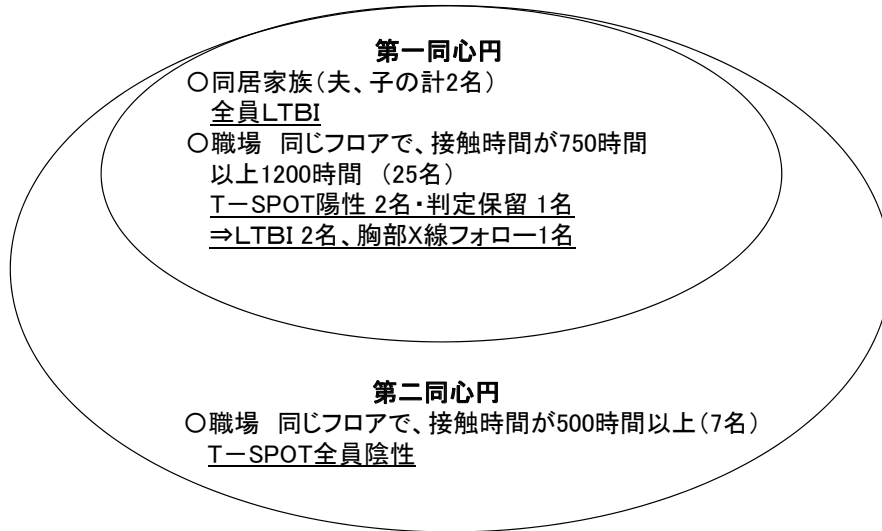 第一同心円
○同居家族(夫、子の計2名)
全員LTBI
○職場 同じフロアで、接触時間が750時間
以上1200時間 (25名)
T-SPOT陽性 2名・判定保留 1名
⇒LTBI 2名、胸部X線フォロー1名
第二同心円
○職場 同じフロアで、接触時間が500時間以上(7名)
T-SPOT全員陰性